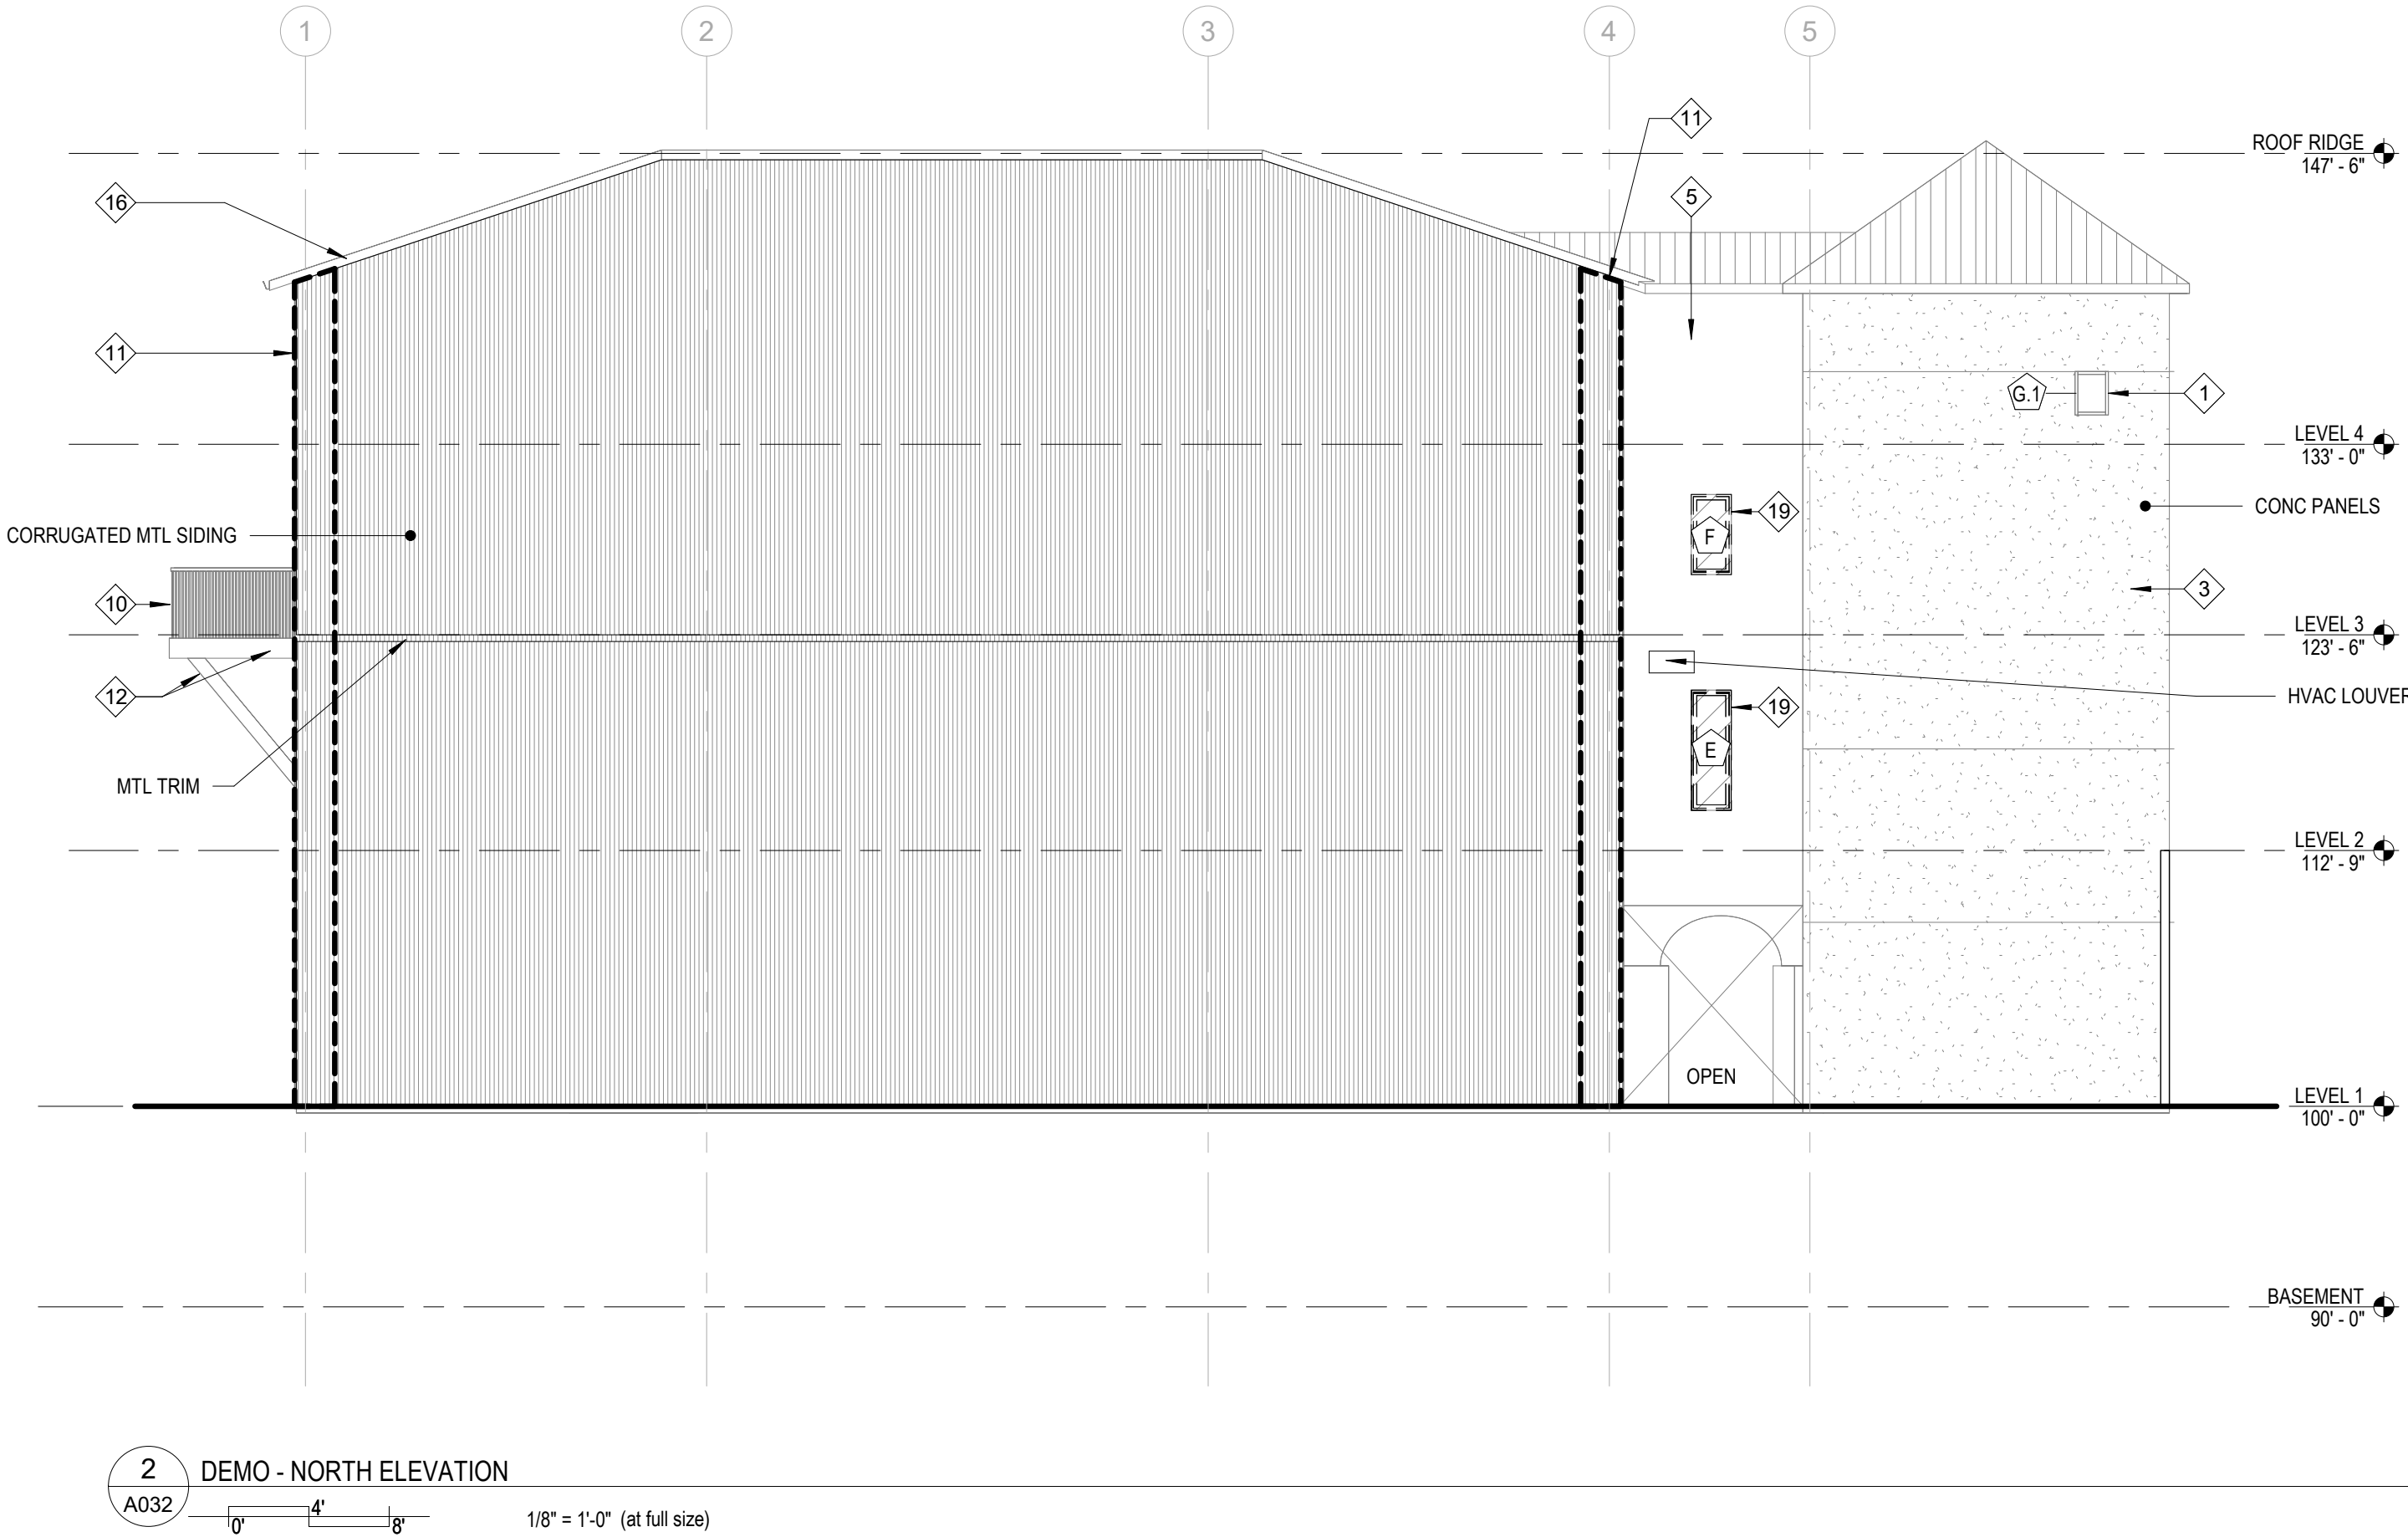 1
2
3
4
5
11
ROOF RIDGE
147' - 6"
16
5
11
G.1
1
LEVEL 4
133' - 0"
CONC PANELS
19
F
CORRUGATED MTL SIDING
10
3
LEVEL 3
123' - 6"
12
HVAC LOUVER
19
E
MTL TRIM
LEVEL 2
112' - 9"
OPEN
LEVEL 1
100' - 0"
BASEMENT
90' - 0"
2
DEMO - NORTH ELEVATION
A032
0'
4'
8'
1/8" = 1'-0" (at full size)